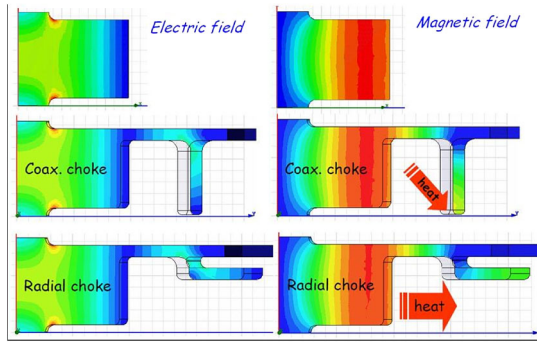 Electric field
Magnetic field
Coax. choke
Coax. choke
heat
Radial choke
Radial choke
heat